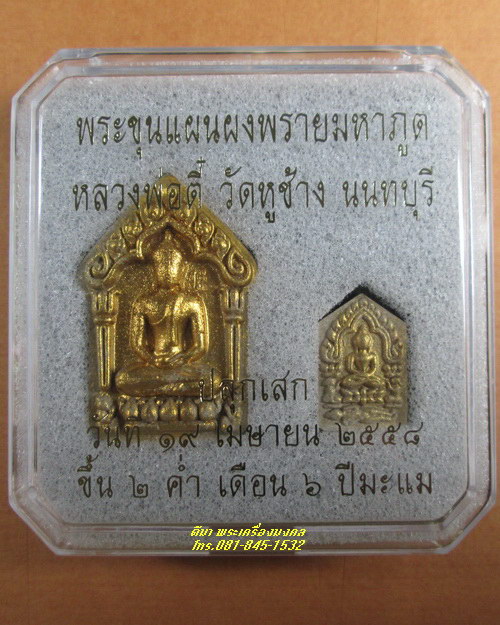 พระขุนแผนผงพรายมหาภูต
หลวงพ่อตี๋ วัดหูช้าง นนทบุรี
ปลุกเสก
วันที่ ๑๙ เมษายน ๒๕๕๘
ขึ้น ๒ ค่ำ เดือน ๖ ปีมะแม
ดีมา พระเครื่องมงคล
โทร.081-845-1532